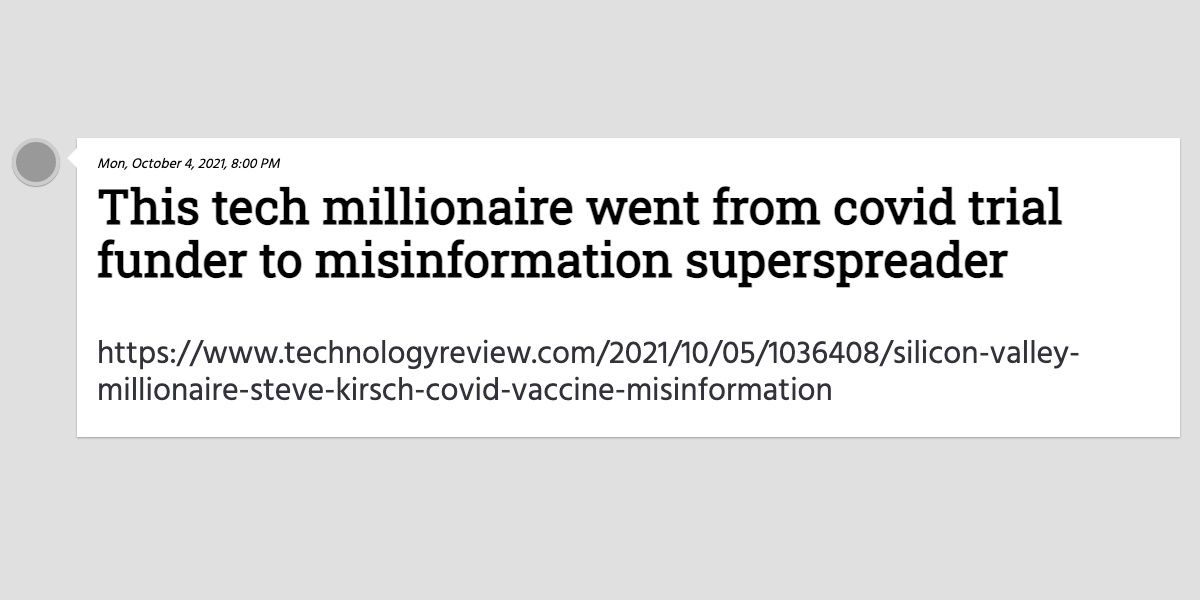 Mon, October 4, 2021, 8:00 PM
This tech millionaire went from covid trial
funder to misinformation superspreader
https://www.technologyreview.com/2021/10/05/1036408/silicon-valley-
millionaire-steve-kirsch-covid-vaccine-misinformation